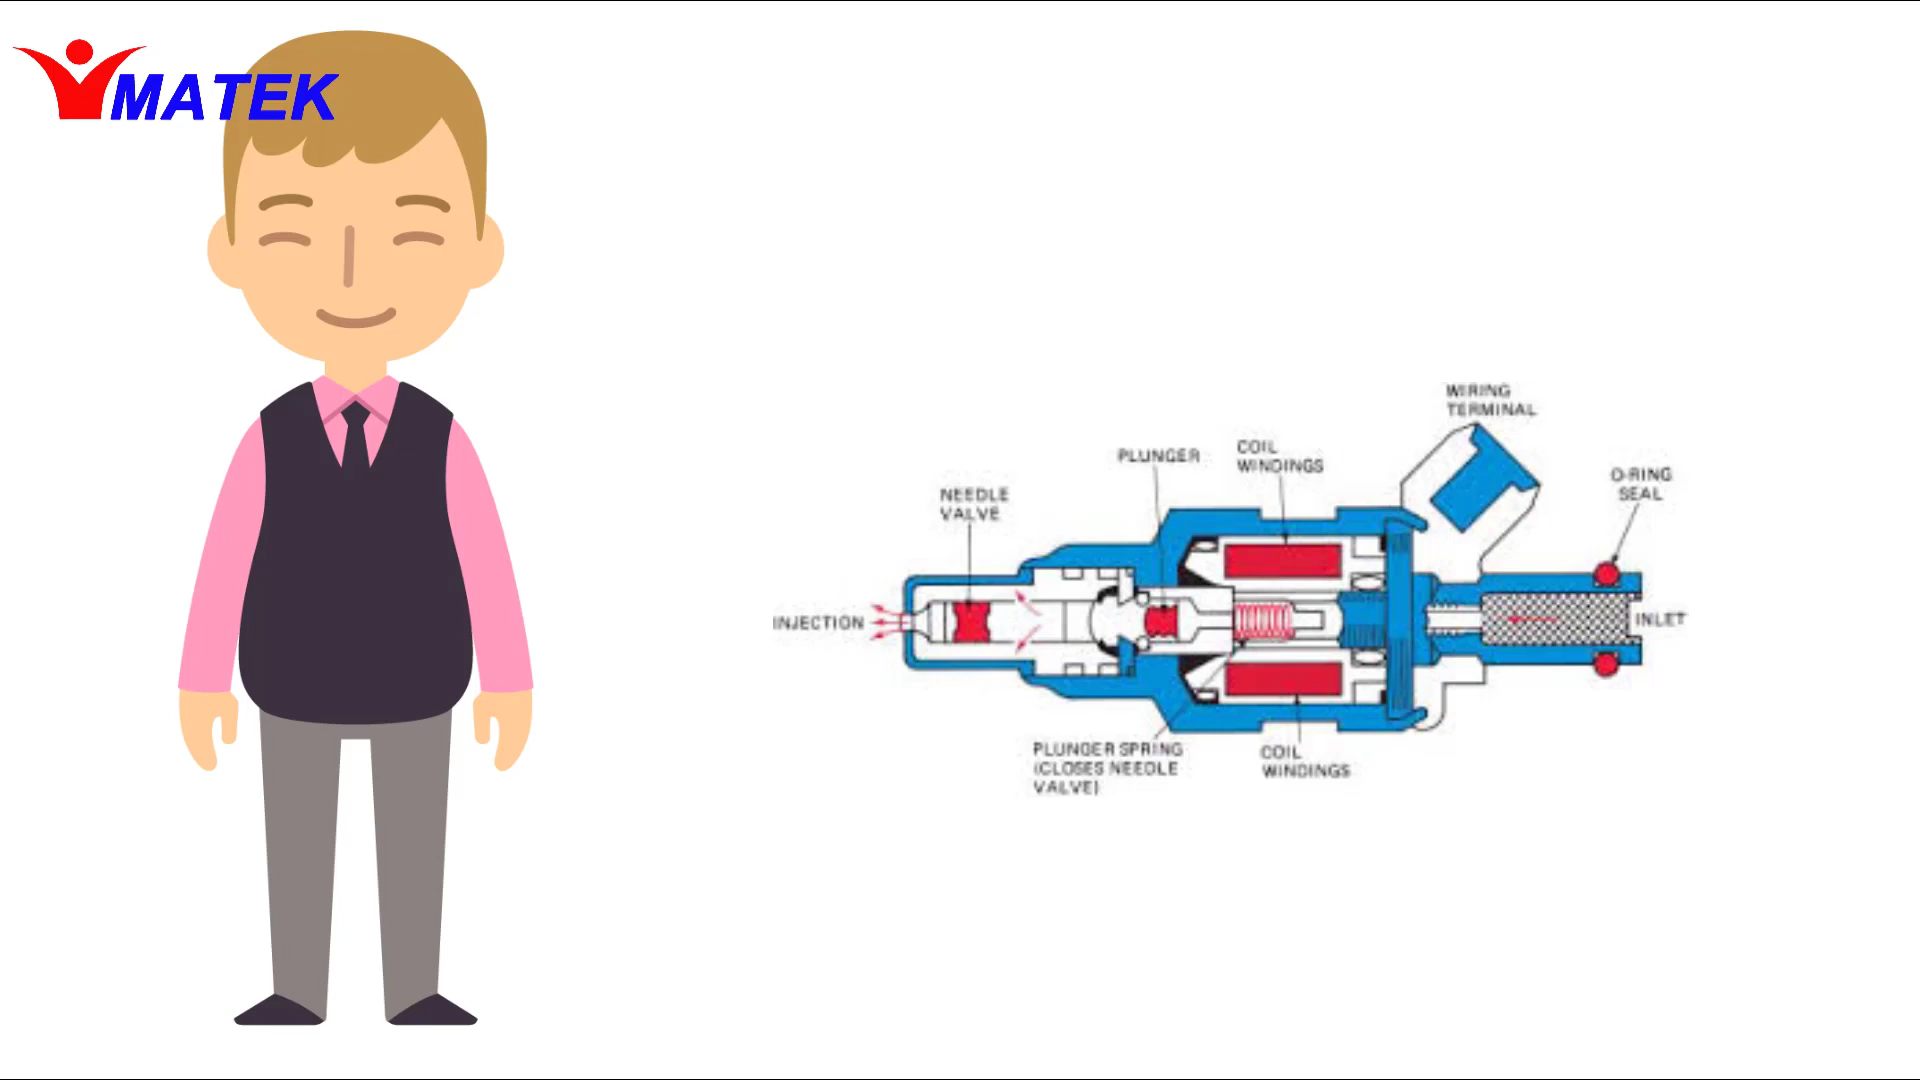 MATEK
WIRING
TERMINAL
COIL
WINDINGS
PLUNGER
O-RING
SEAL
NEEDLE
VALVE
INJECTION
INLET
PLUNGER SPRING
(CLOSES NEEDLE
VALVE)
COIL
WINDINGS